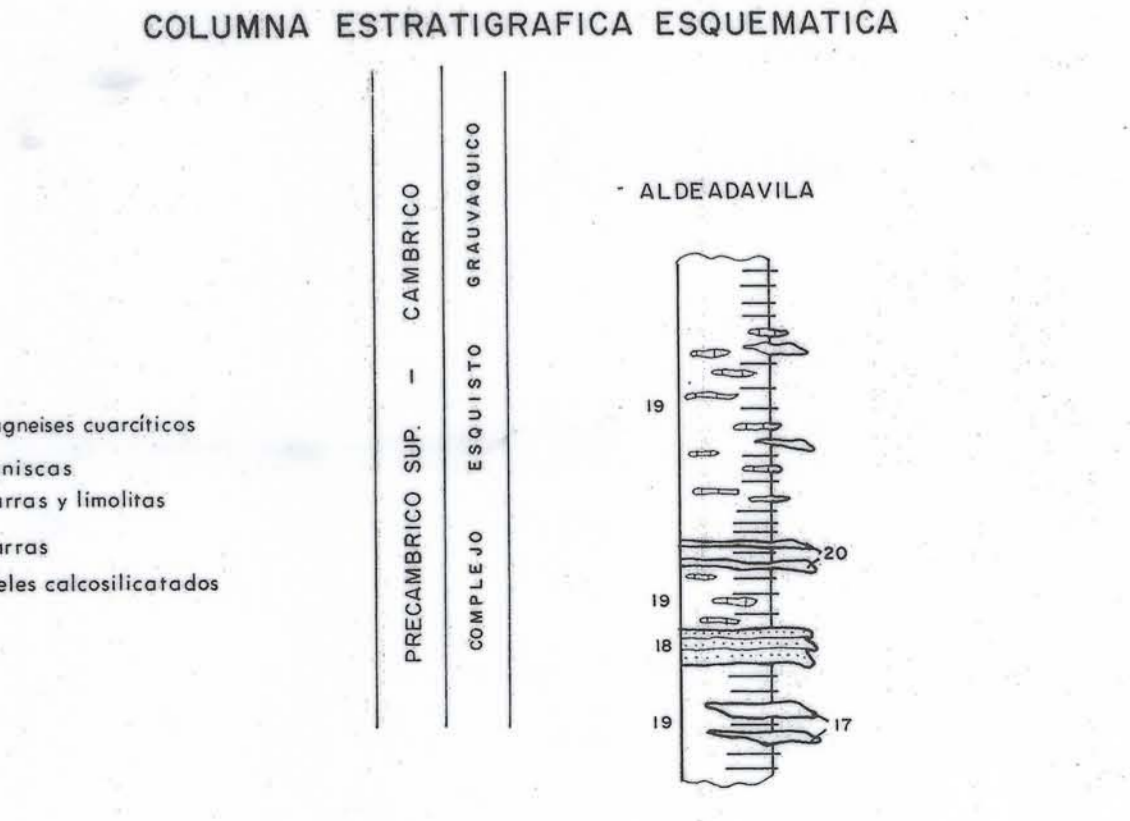 COLUMNA ESTRATIGRAFICA ESQUEMATICA
PRECAMBRICO SUP. — CAMBRICO
COMPLEJO ESQUISTO GRAUVAQUICO
ALDEADAVILA
gneises cuarcíticos
niscas
rras y limolitas
rras
eles calcosilicatados
19
20
19
18
19
17